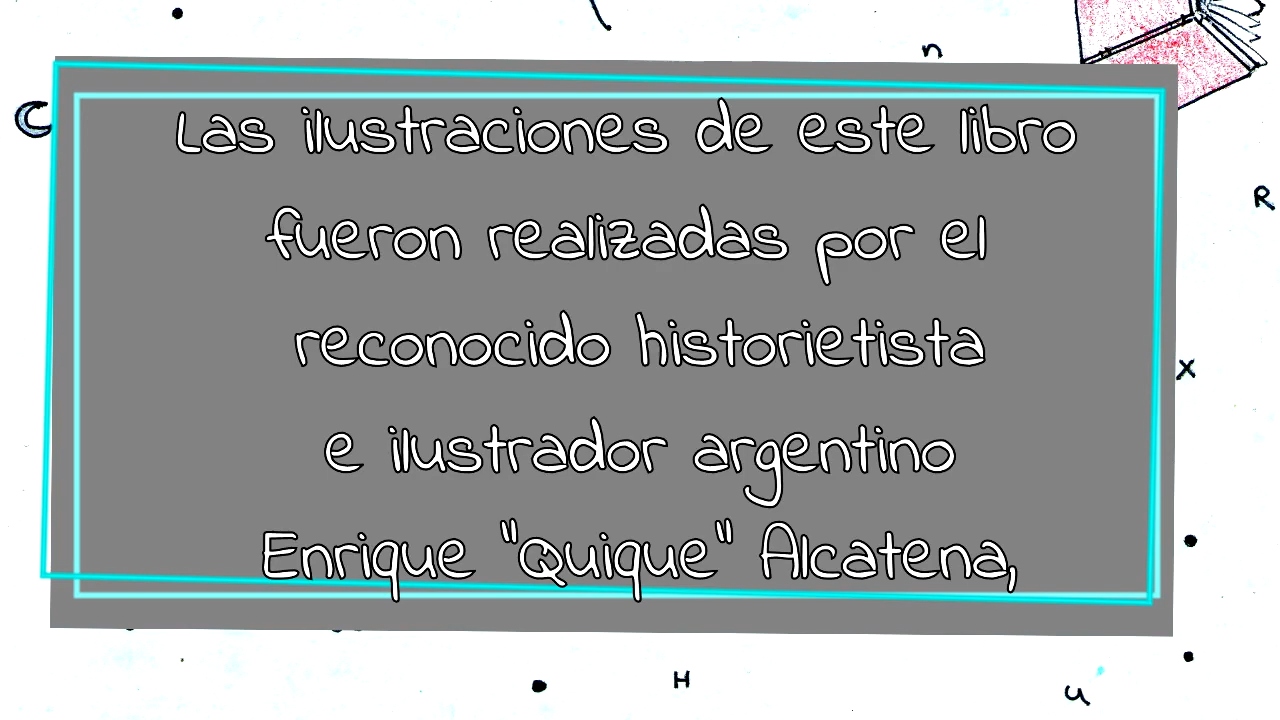 n
Las ilustraciones de este libro
R
fueron realizadas por el
reconocido historietista
x
e ilustrador argentino
Enrique "Quique" Alcatena,
H
u